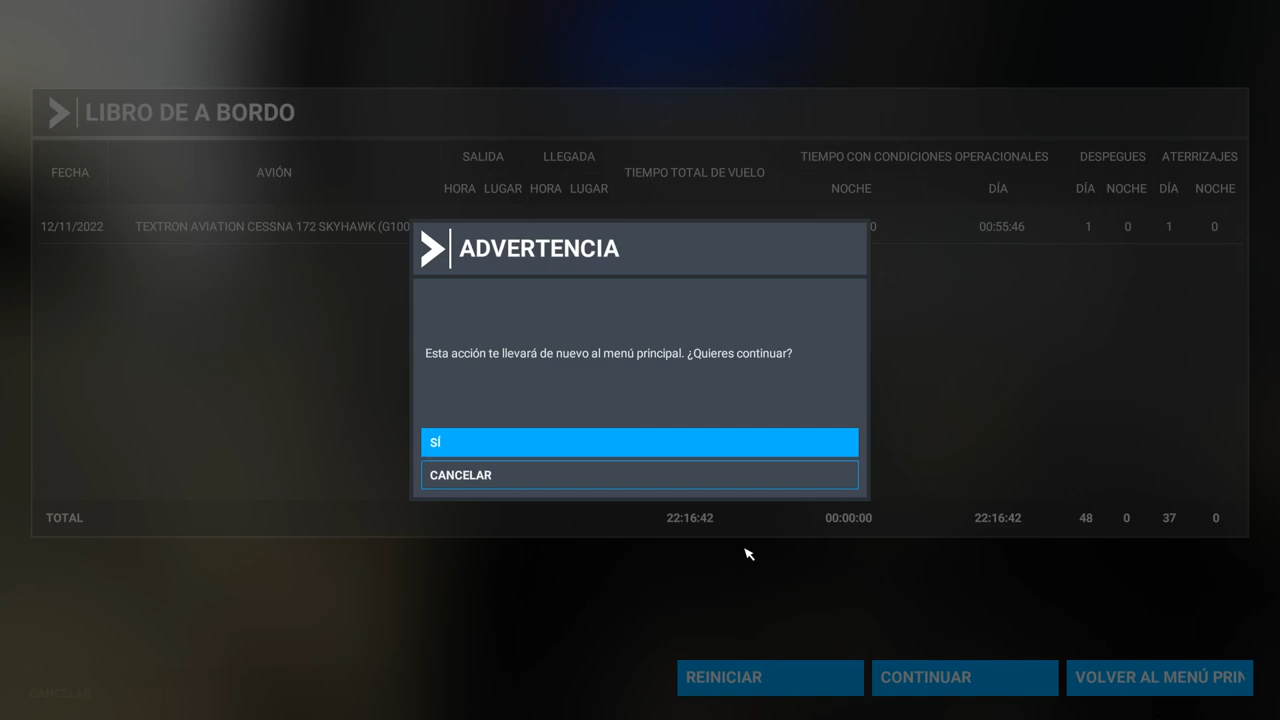 LIBRO DE A BORDO
SALIDA LLEGADA TIEMPO CON CONDICIONES OPERACIONALES DESPEGUES ATERRIZAJES
FECHA AVIÓN TIEMPO TOTAL DE VUELO
HORA LUGAR HORA LUGAR NOCHE DÍA DÍA NOCHE DÍA NOCHE
12/11/2022 TEXTRON AVIATION CESSNA 172 SKYHAWK (G100 0 00:55:46 1 0 1 0
ADVERTENCIA
Esta acción te llevará de nuevo al menú principal. ¿Quieres continuar?
SÍ
CANCELAR
TOTAL 22:16:42 00:00:00 22:16:42 48 0 37 0
REINICIAR CONTINUAR VOLVER AL MENÚ PRIN
CANCELAR